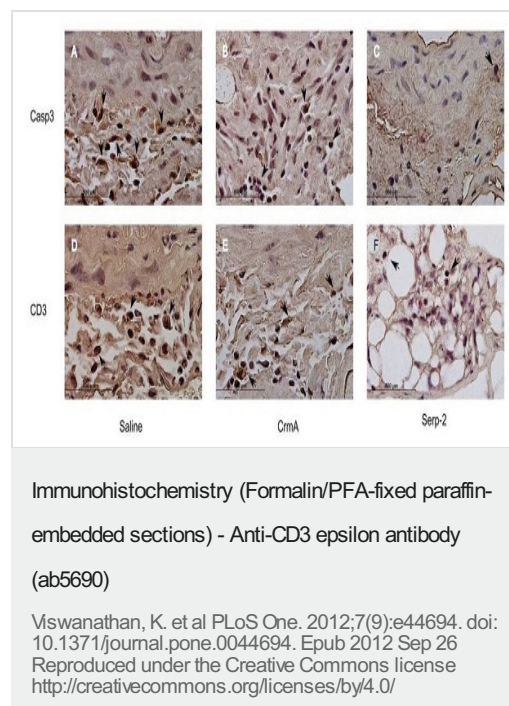 A B C
Casp3
D E F
CD3
Saline CrmA Serp-2
Immunohistochemistry (Formalin/PFA-fixed paraffin-
embedded sections) - Anti-CD3 epsilon antibody
(ab5690)
Viswanathan, K. et al PLoS One. 2012;7(9):e44694. doi:
10.1371/journal.pone.0044694. Epub 2012 Sep 26
Reproduced under the Creative Commons license
http://creativecommons.org/licenses/by/4.0/